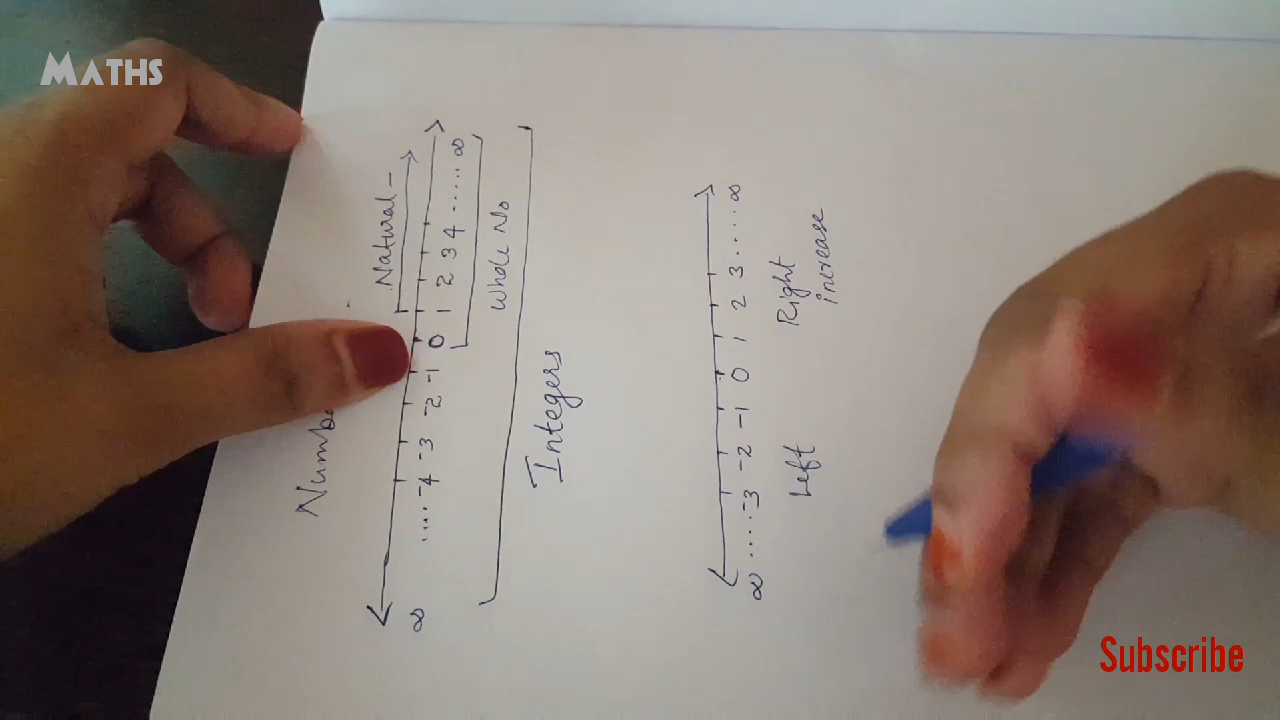 MATHS
Natural -
∞ ....-4 -3 -2 -1 0 1 2 3 4 ...... ∞
Whole No
Integers
∞ ....-3 -2 -1 0 1 2 3 ..... ∞
Left Right
increase
Subscribe